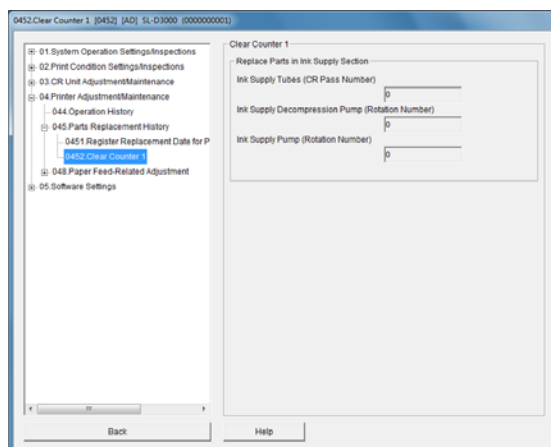 0452.Clear Counter 1 [0452] [AD] SL-D3000 (0000000001)
01.System Operation Settings/Inspections
02.Print Condition Settings/Inspections
03.CR Unit Adjustment/Maintenance
04.Printer Adjustment/Maintenance
044.Operation History
045.Parts Replacement History
0451.Register Replacement Date for P
0452.Clear Counter 1
048.Paper Feed-Related Adjustment
05.Software Settings
Clear Counter 1
Replace Parts in Ink Supply Section
Ink Supply Tubes (CR Pass Number)
0
Ink Supply Decompression Pump (Rotation Number)
0
Ink Supply Pump (Rotation Number)
0
Back
Help